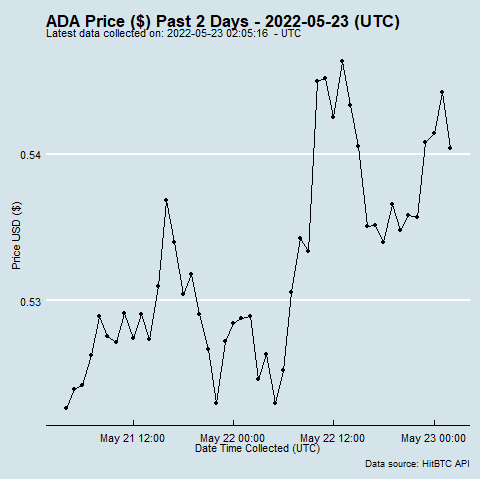 ADA Price ($) Past 2 Days - 2022-05-23 (UTC)
Latest data collected on: 2022-05-23 02:05:16 - UTC
0.54
Price USD ($)
0.53
May 21 12:00 May 22 00:00 May 22 12:00 May 23 00:00
Date Time Collected (UTC)
Data source: HitBTC API